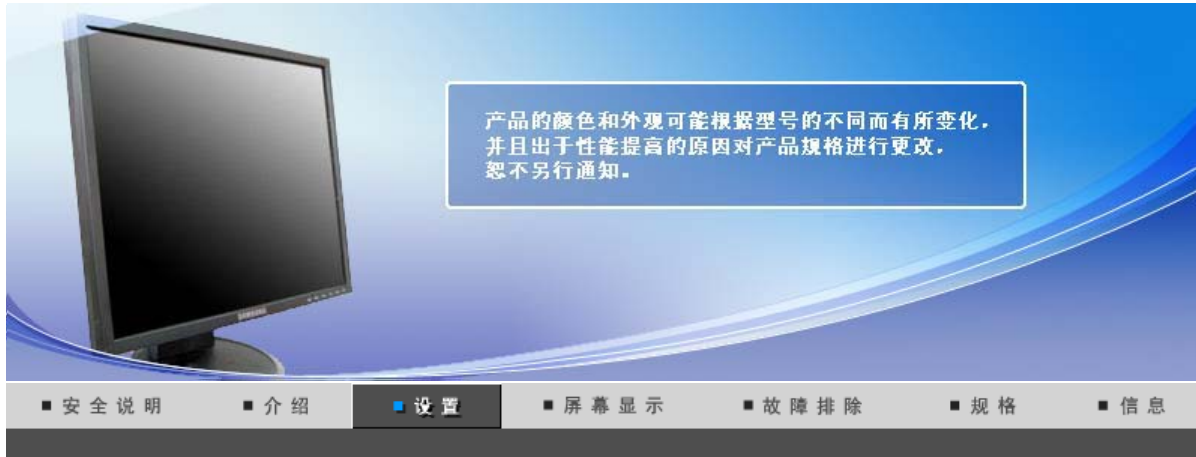 产品的颜色和外观可能根据型号的不同而有所变化，
并且出于性能提高的原因对产品规格进行更改，
恕不另行通知。
SAMSUNG
安全说明
介绍
设置
屏幕显示
故障排除
规格
信息